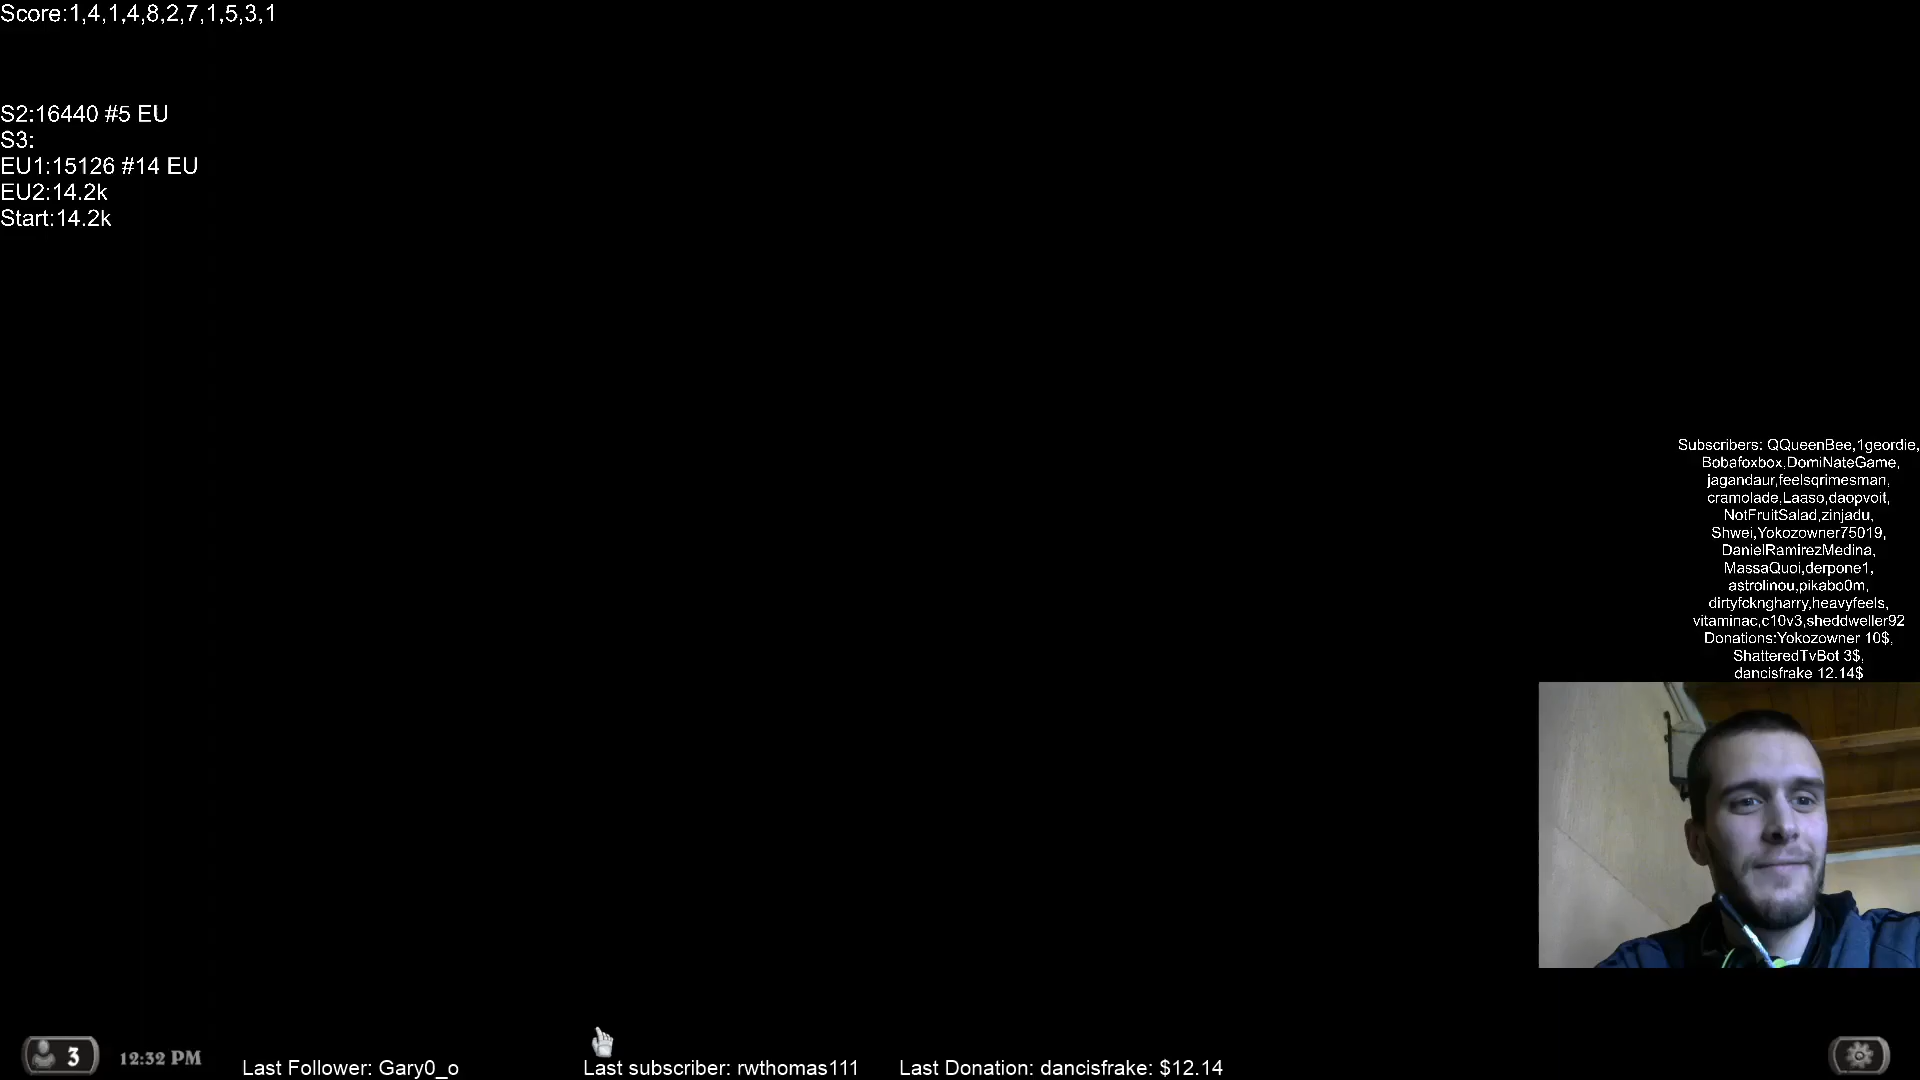 Score:1,4,1,4,8,2,7,1,5,3,1
S2:16440 #5 EU
S3:
EU1:15126 #14 EU
EU2:14.2k
Start:14.2k
Subscribers: QQueenBee,1geordie,
Bobafoxbox,DomiNateGame,
jagandaur,feelsqrimesman,
cramolade,Laaso,daopvoit,
NotFruitSalad,zinjadu,
Shwei,Yokozowner75019,
DanielRamirezMedina,
MassaQuoi,derpone1,
astrolinou,pikabo0m,
dirtyfckngharry,heavyfeels,
vitaminac,c10v3,sheddweller92
Donations:Yokozowner 10$,
ShatteredTvBot 3$,
dancisfrake 12.14$
3
12:32 PM
Last Follower: Gary0_o
Last subscriber: rwthomas111
Last Donation: dancisfrake: $12.14